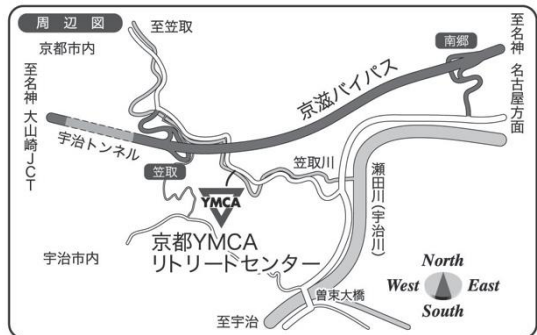 周辺図
至笠取
京都市内
南郷
至名神 名古屋方面
至名神 大山崎JCT
京滋バイパス
宇治トンネル
笠取
笠取川
瀬田川(宇治川)
YMCA
京都YMCA
リトリートセンター
宇治市内
North
West East
South
曽束大橋
至宇治